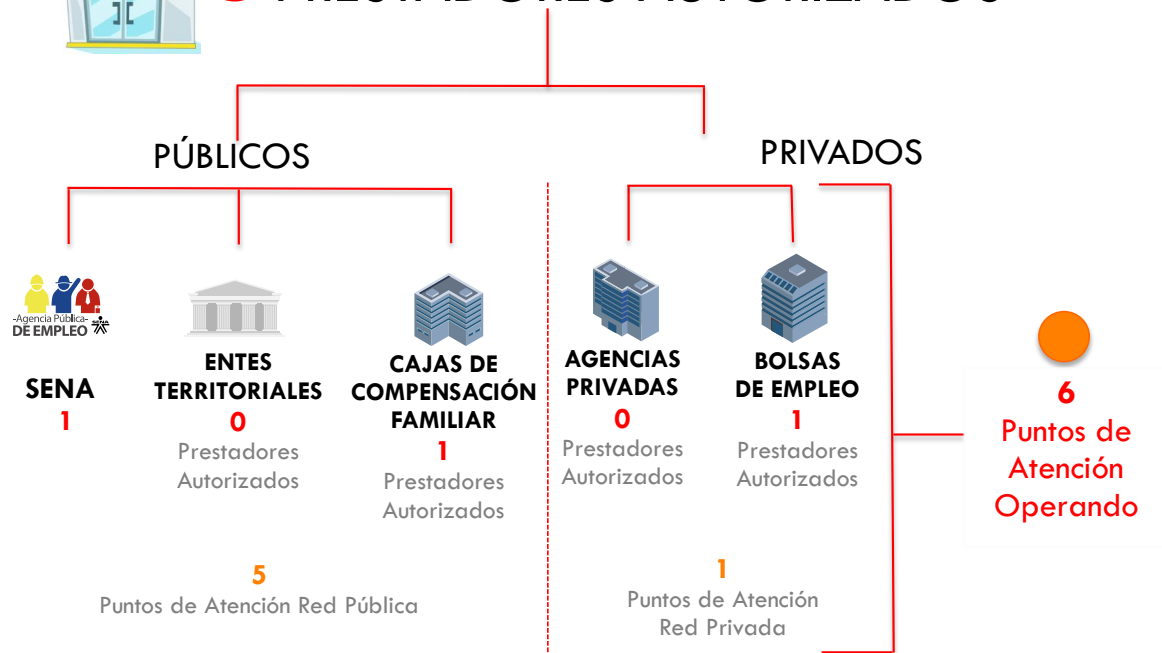 PRESTADORES AUTORIZADOS
PÚBLICOS
PRIVADOS
-Agencia Pública-
DE EMPLEO
SENA
1
ENTES
TERRITORIALES
0
Prestadores
Autorizados
CAJAS DE
COMPENSACIÓN
FAMILIAR
1
Prestadores
Autorizados
AGENCIAS
PRIVADAS
0
Prestadores
Autorizados
BOLSAS
DE EMPLEO
1
Prestadores
Autorizados
6
Puntos de
Atención
Operando
5
Puntos de Atención Red Pública
1
Puntos de Atención
Red Privada